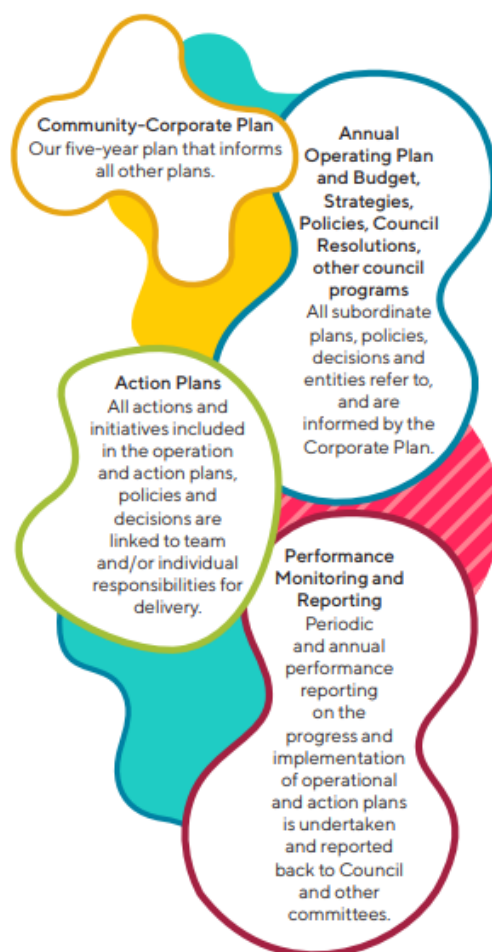 Community-Corporate Plan
Our five-year plan that informs
all other plans.
Annual
Operating Plan
and Budget,
Strategies,
Policies, Council
Resolutions,
other council
programs
All subordinate
plans, policies,
decisions and
entities refer to,
and are
informed by the
Corporate Plan.
Action Plans
All actions and
initiatives included
in the operation
and action plans,
policies and
decisions are
linked to team
and/or individual
responsibilities for
delivery.
Performance
Monitoring and
Reporting
Periodic
and annual
performance
reporting
on the
progress and
implementation
of operational
and action plans
is undertaken
and reported
back to Council
and other
committees.